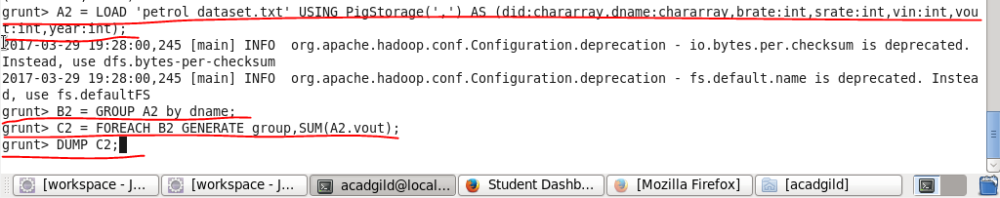 grunt> A2 = LOAD 'petrol dataset.txt' USING PigStorage(',') AS (did:chararray,dname:chararray,brate:int,srate:int,vin:int,vou
t:int,year:int);
2017-03-29 19:28:00,245 [main] INFO  org.apache.hadoop.conf.Configuration.deprecation - io.bytes.per.checksum is deprecated.
Instead, use dfs.bytes-per-checksum
2017-03-29 19:28:00,245 [main] INFO  org.apache.hadoop.conf.Configuration.deprecation - fs.default.name is deprecated. Instea
d, use fs.defaultFS
grunt> B2 = GROUP A2 by dname;
grunt> C2 = FOREACH B2 GENERATE group,SUM(A2.vout);
grunt> DUMP C2;
[workspace - J... [workspace - J... acadgild@local... Student Dashb... [Mozilla Firefox] [acadgild]